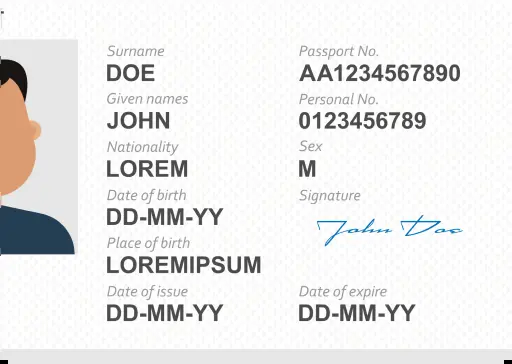 Surname
DOE
Given names
JOHN
Nationality
LOREM
Date of birth
DD-MM-YY
Place of birth
LOREMIPSUM
Date of issue
DD-MM-YY
Passport No.
AA1234567890
Personal No.
0123456789
Sex
M
Signature
John Doe
Date of expire
DD-MM-YY